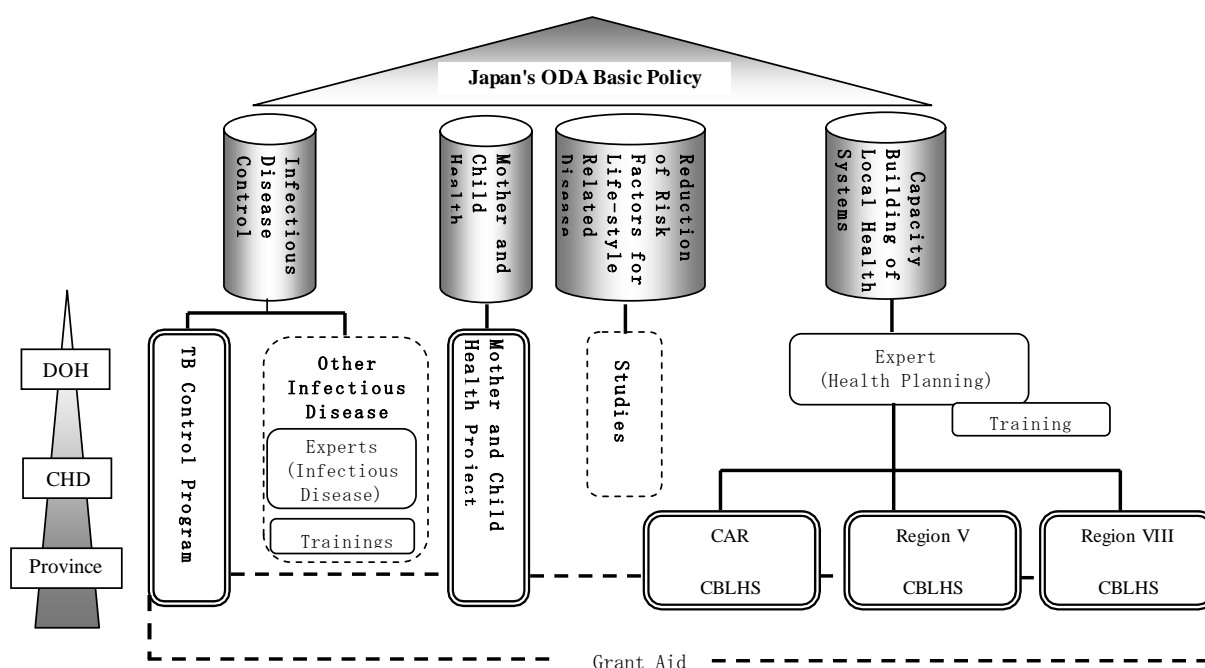 Japan's ODA Basic Policy
Infectious
Disease
Control
Mother and
Child
Health
Reduction
of Risk
Factors for
Life-style
Related
Disease
Capacity
Building of
Local Health
Systems
DOH
CHD
Province
TB Control Program
Other
Infectious
Disease
Experts
(Infectious
Disease)
Trainings
Mother and Child
Health Project
Studies
Expert
(Health Planning)
Training
CAR
CBLHS
Region V
CBLHS
Region VIII
CBLHS
Grant Aid